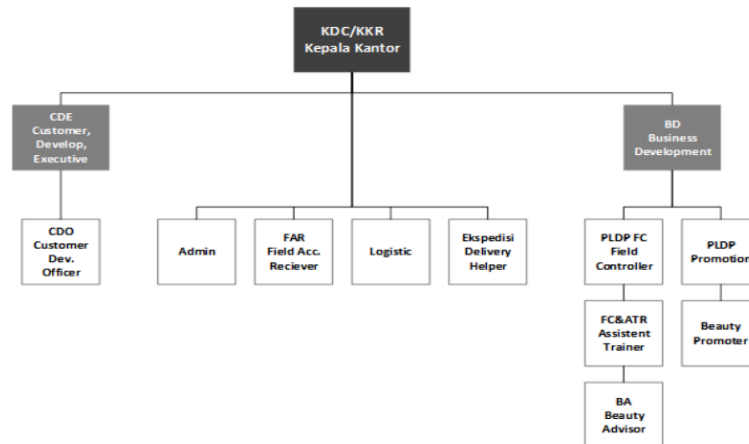 KDC/KKR
Kepala Kantor
CDE
Customer,
Develop,
Executive
BD
Business
Development
CDO
Customer
Dev.
Officer
Admin
FAR
Field Acc.
Reciever
Logistic
Ekspedisi
Delivery
Helper
PLDP FC
Field
Controller
PLDP
Promotion
FC&ATR
Assistent
Trainer
Beauty
Promoter
BA
Beauty
Advisor